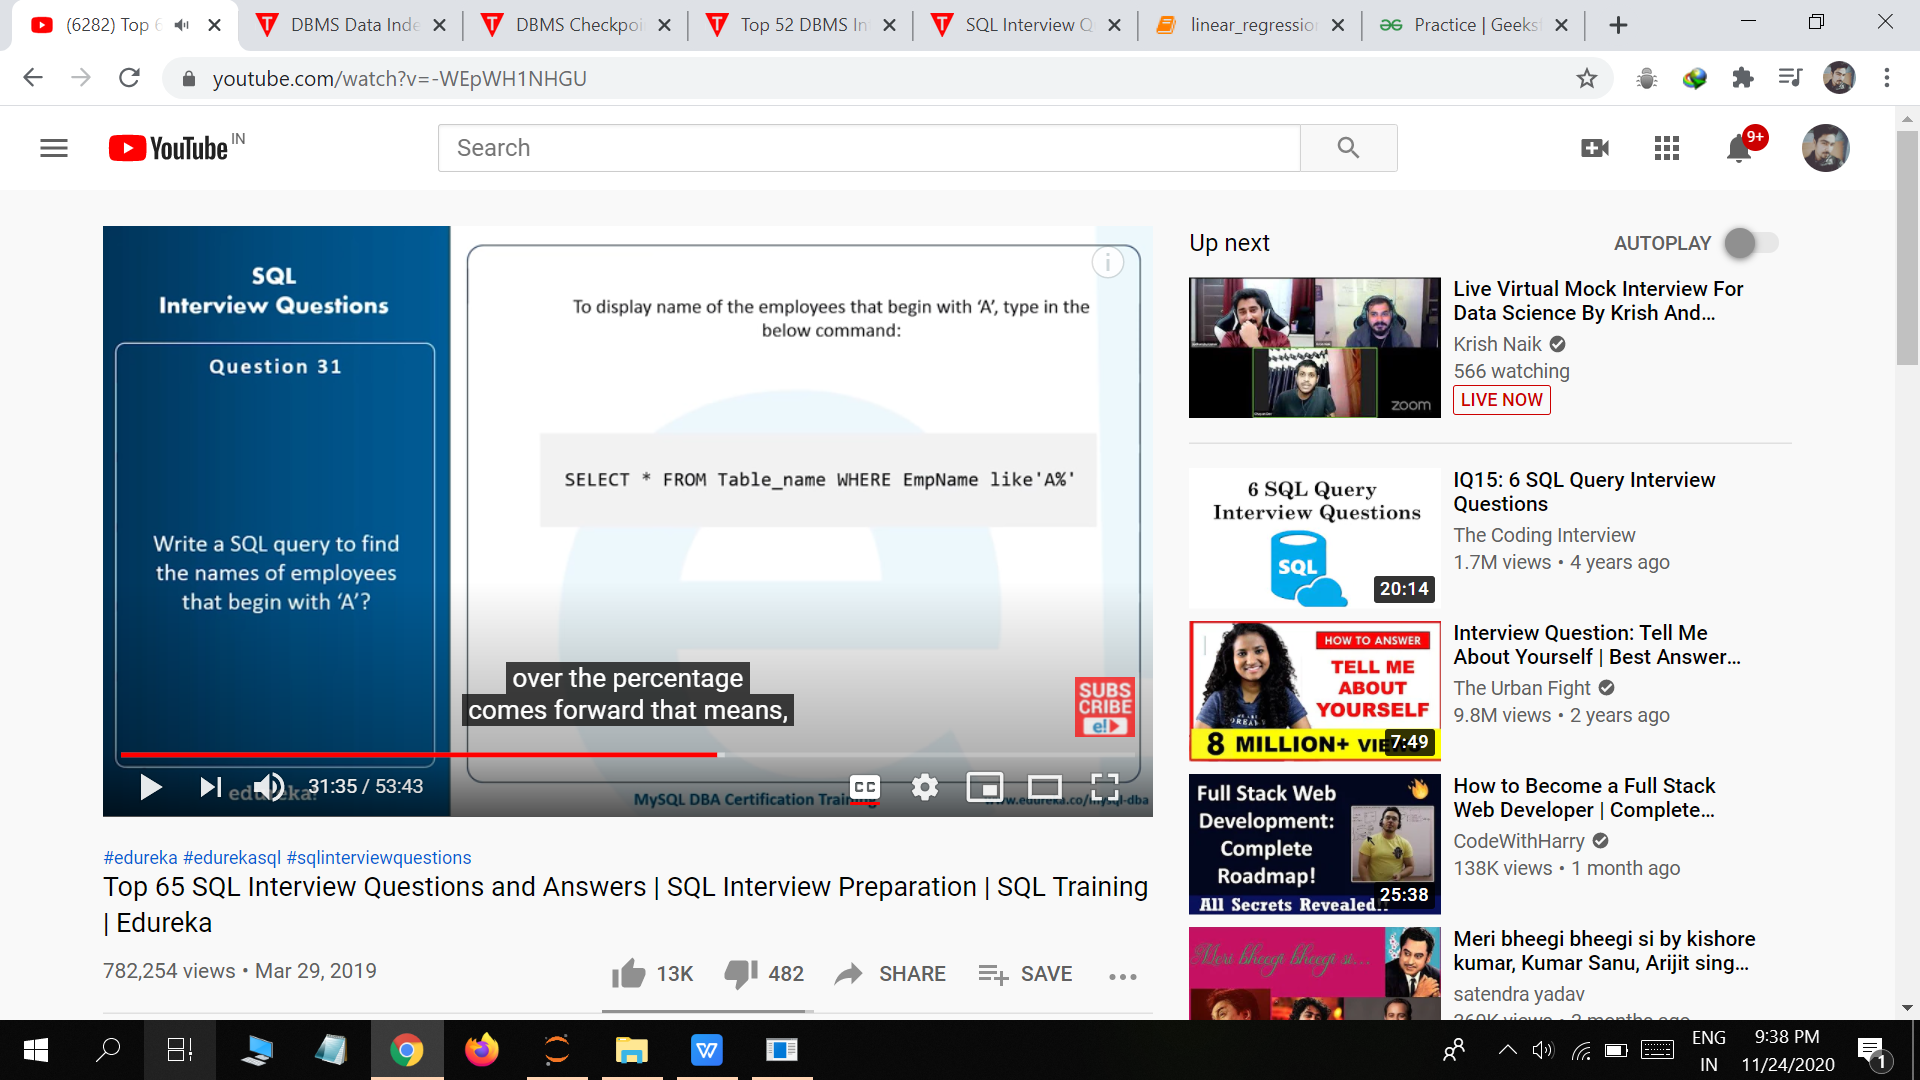 (6282) Top 6
DBMS Data Inde
DBMS Checkpoi
Top 52 DBMS In
SQL Interview Q
linear_regression
Practice | Geeksf
youtube.com/watch?v=-WEpWH1NHGU
YouTube IN
Search
9+
SQL
Interview Questions
Question 31
Write a SQL query to find
the names of employees
that begin with ‘A’?
edureka!
To display name of the employees that begin with ‘A’, type in the
below command:
SELECT * FROM Table_name WHERE EmpName like'A%'
over the percentage
comes forward that means,
SUBS
CRIBE
e!
31:35 / 53:43
CC
MySQL DBA Certification Training
www.edureka.co/mysql-dba
#edureka #edurekasql #sqlinterviewquestions
Top 65 SQL Interview Questions and Answers | SQL Interview Preparation | SQL Training
| Edureka
782,254 views • Mar 29, 2019
13K
482
SHARE
SAVE
Up next
AUTOPLAY
zoom
Live Virtual Mock Interview For
Data Science By Krish And...
Krish Naik
566 watching
LIVE NOW
6 SQL Query
Interview Questions
SQL
20:14
IQ15: 6 SQL Query Interview
Questions
The Coding Interview
1.7M views • 4 years ago
HOW TO ANSWER
TELL ME
ABOUT
YOURSELF
8 MILLION+ VIEWS
7:49
Interview Question: Tell Me
About Yourself | Best Answer...
The Urban Fight
9.8M views • 2 years ago
Full Stack Web
Development:
Complete
Roadmap!
All Secrets Revealed!!
25:38
How to Become a Full Stack
Web Developer | Complete...
CodeWithHarry
138K views • 1 month ago
Meri bheegi bheegi si...
Meri bheegi bheegi si by kishore
kumar, Kumar Sanu, Arijit sing...
satendra yadav
360K views • 2 months ago
ENG
IN
9:38 PM
11/24/2020
1